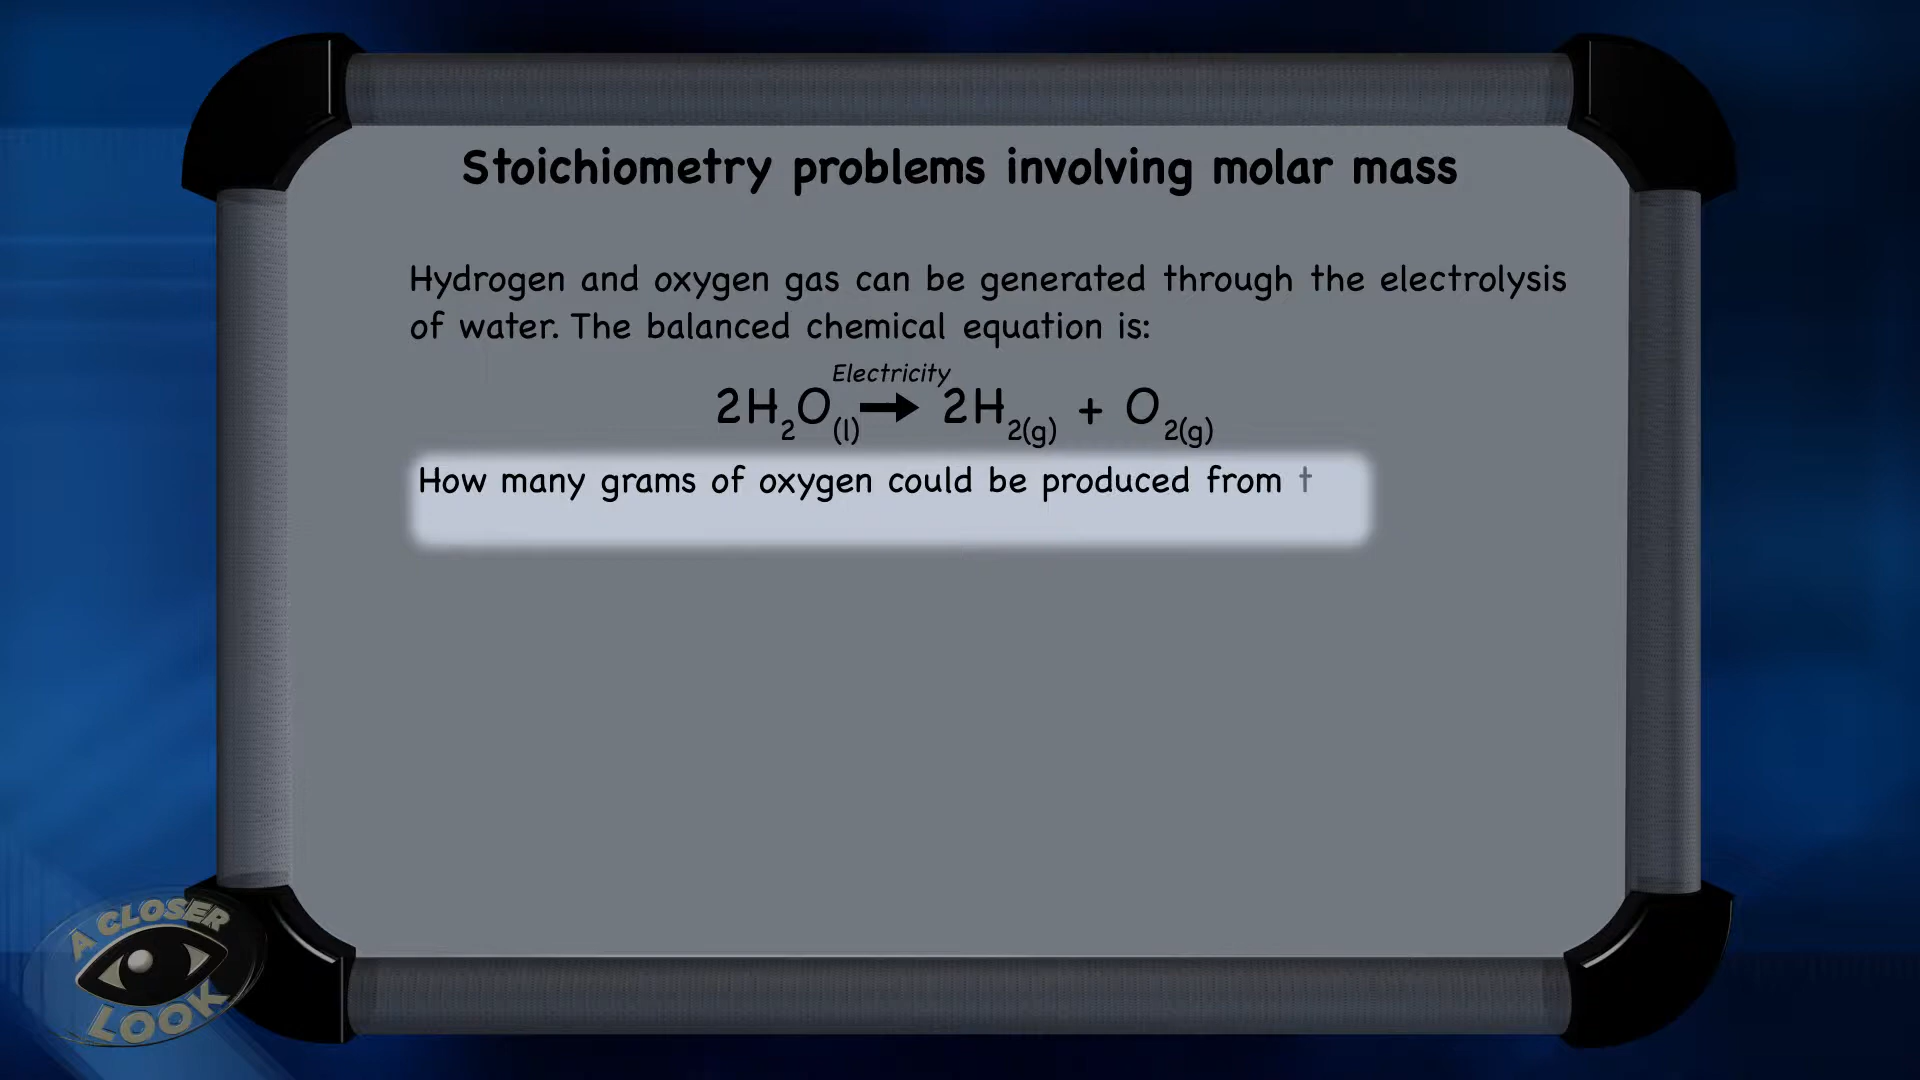 Stoichiometry problems involving molar mass
Hydrogen and oxygen gas can be generated through the electrolysis
of water. The balanced chemical equation is:
Electricity
2H₂O(l) → 2H₂(g) + O₂(g)
How many grams of oxygen could be produced from t
A CLOSER
LOOK